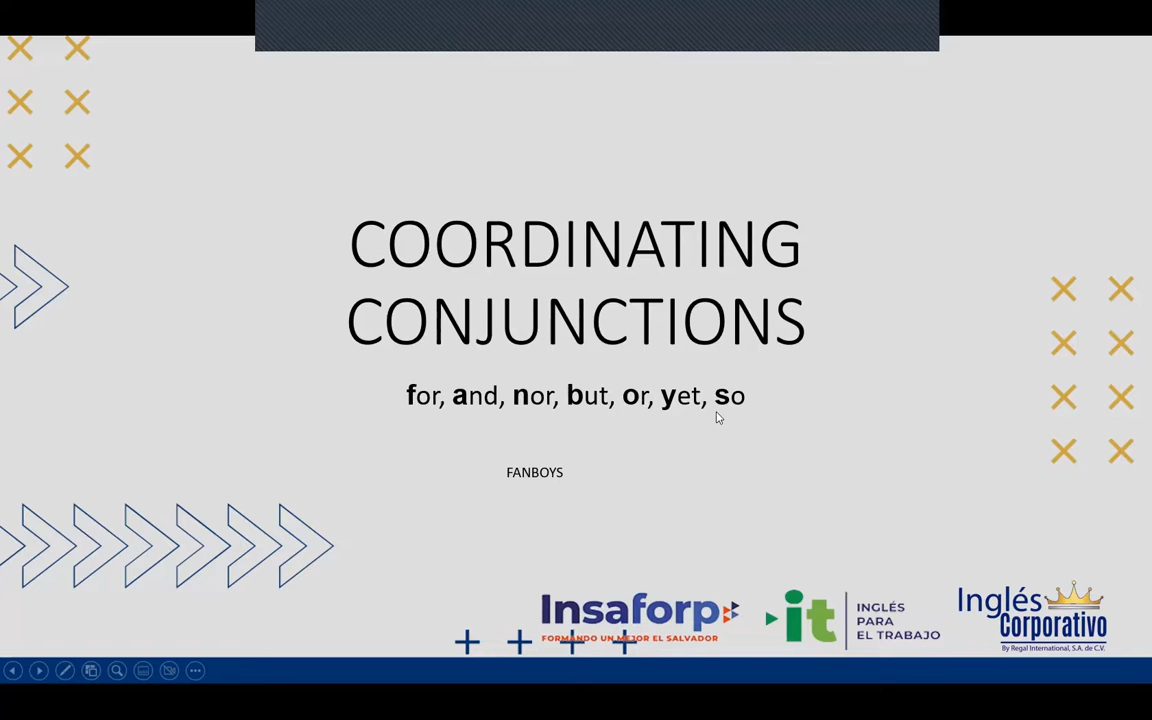 COORDINATING
CONJUNCTIONS
for, and, nor, but, or, yet, so
FANBOYS
Insaforp
FORMANDO UN MEJOR EL SALVADOR
it
INGLÉS
PARA
EL TRABAJO
Inglés
Corporativo
By Regal International, S.A. de C.V.